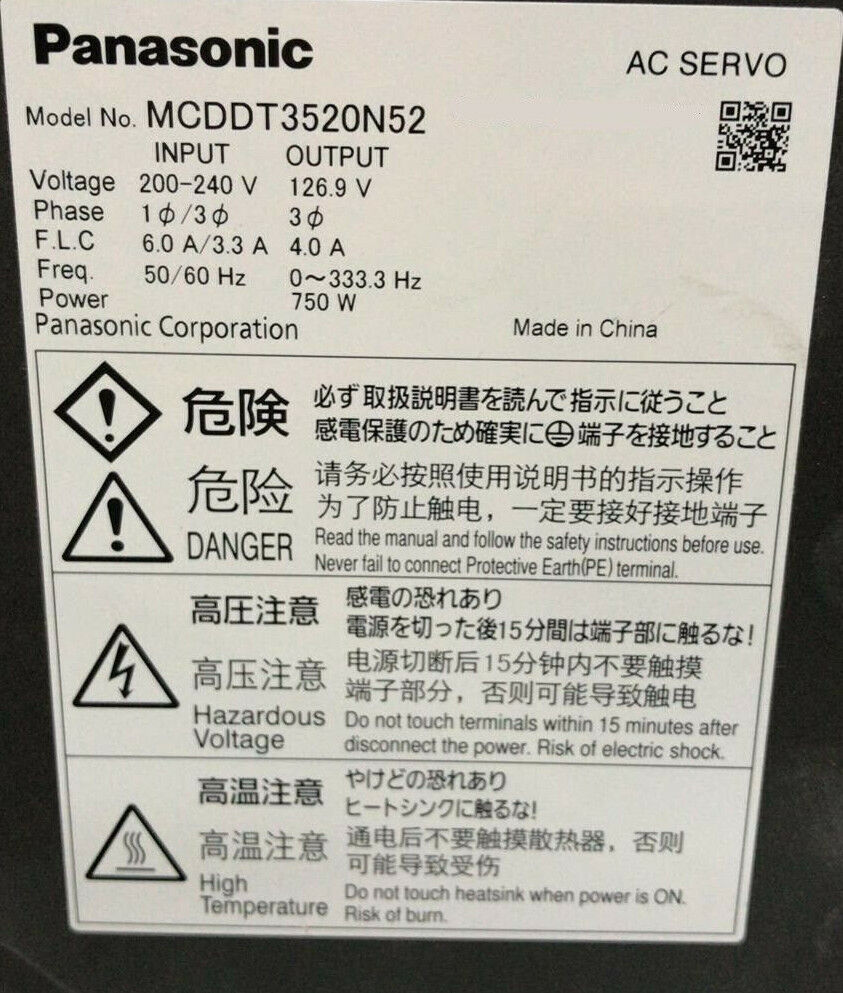 Panasonic
AC SERVO
Model No. MCDDT3520N52
INPUT OUTPUT
Voltage 200-240 V 126.9 V
Phase 1ϕ/3ϕ 3ϕ
F.L.C 6.0 A/3.3 A 4.0 A
Freq. 50/60 Hz 0～333.3 Hz
Power 750 W
Panasonic Corporation Made in China
危険
必ず取扱説明書を読んで指示に従うこと
感電保護のため確実に⏚端子を接地すること
危险
请务必按照使用说明书的指示操作
为了防止触电，一定要接好接地端子
DANGER
Read the manual and follow the safety instructions before use.
Never fail to connect Protective Earth(PE) terminal.
高圧注意
感電の恐れあり
電源を切った後15分間は端子部に触るな!
高压注意
电源切断后15分钟内不要触摸
端子部分，否则可能导致触电
Hazardous
Voltage
Do not touch terminals within 15 minutes after
disconnect the power. Risk of electric shock.
高温注意
やけどの恐れあり
ヒートシンクに触るな!
高温注意
通电后不要触摸散热器，否则
可能导致受伤
High
Temperature
Do not touch heatsink when power is ON.
Risk of burn.